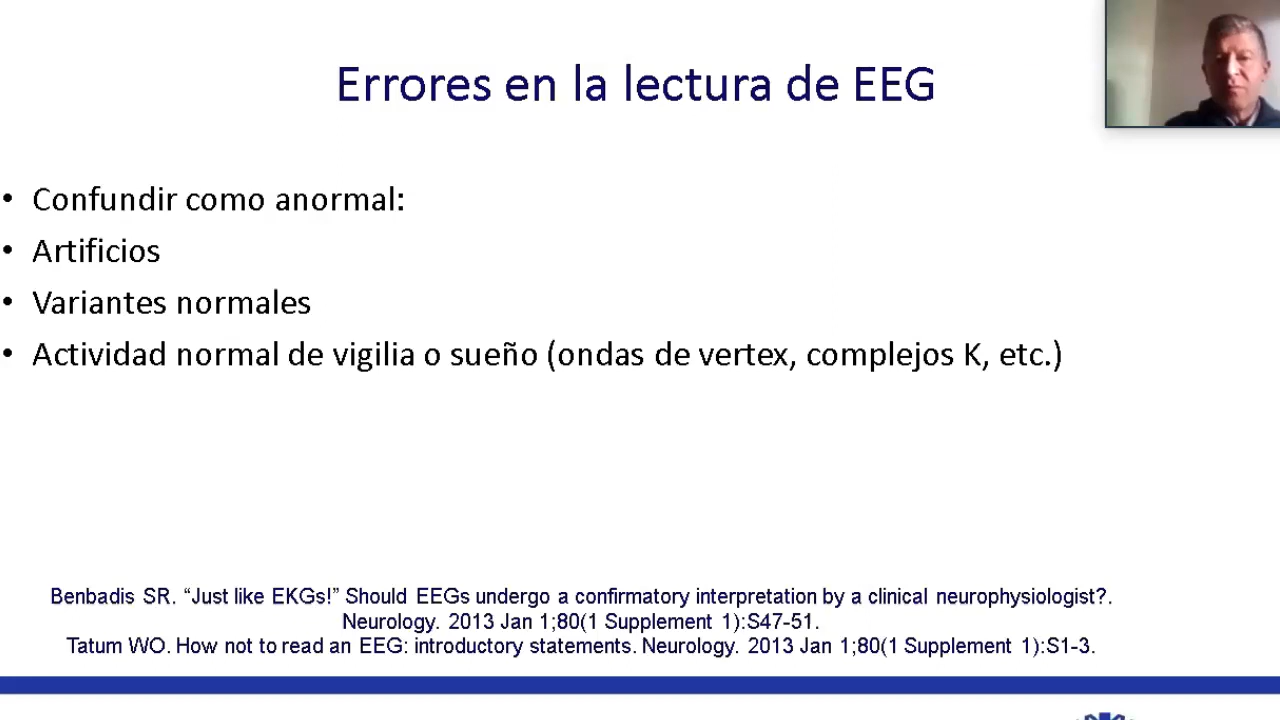 Errores en la lectura de EEG
• Confundir como anormal:
• Artificios
• Variantes normales
• Actividad normal de vigilia o sueño (ondas de vertex, complejos K, etc.)
Benbadis SR. “Just like EKGs!” Should EEGs undergo a confirmatory interpretation by a clinical neurophysiologist?.
Neurology. 2013 Jan 1;80(1 Supplement 1):S47-51.
Tatum WO. How not to read an EEG: introductory statements. Neurology. 2013 Jan 1;80(1 Supplement 1):S1-3.